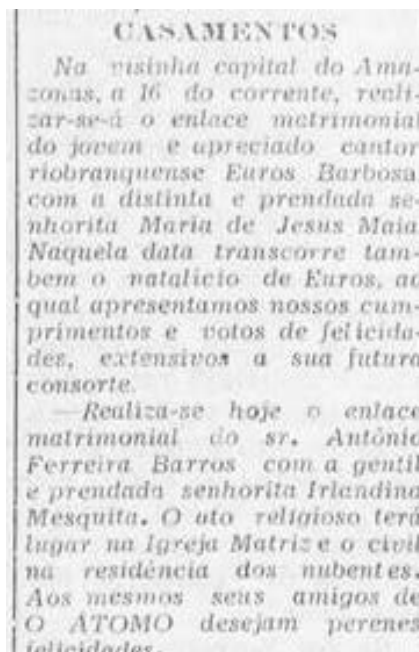 CASAMENTOS
Na visinha capital do Ama-
zonas, a 16 do corrente, reali-
zar-se-á o enlace matrimonial
do jovem e apreciado cantor
riobranquense Euros Barbosa
com a distinta e prendada se-
nhorita Maria de Jesus Maia
Naquela data transcorre tam-
bem o natalicio de Euros, ao
qual apresentamos nossos cum-
primentos e votos de felicida-
des, extensivos a sua futura
consorte.
—Realiza-se hoje o enlace
matrimonial do sr. Antônio
Ferreira Barros com a gentil
e prendada senhorita Irlandina
Mesquita. O ato religioso terá
lugar na Igreja Matriz e o civil
na residência dos nubentes.
Aos mesmos seus amigos de
O ATOMO desejam perenes
felicidades.